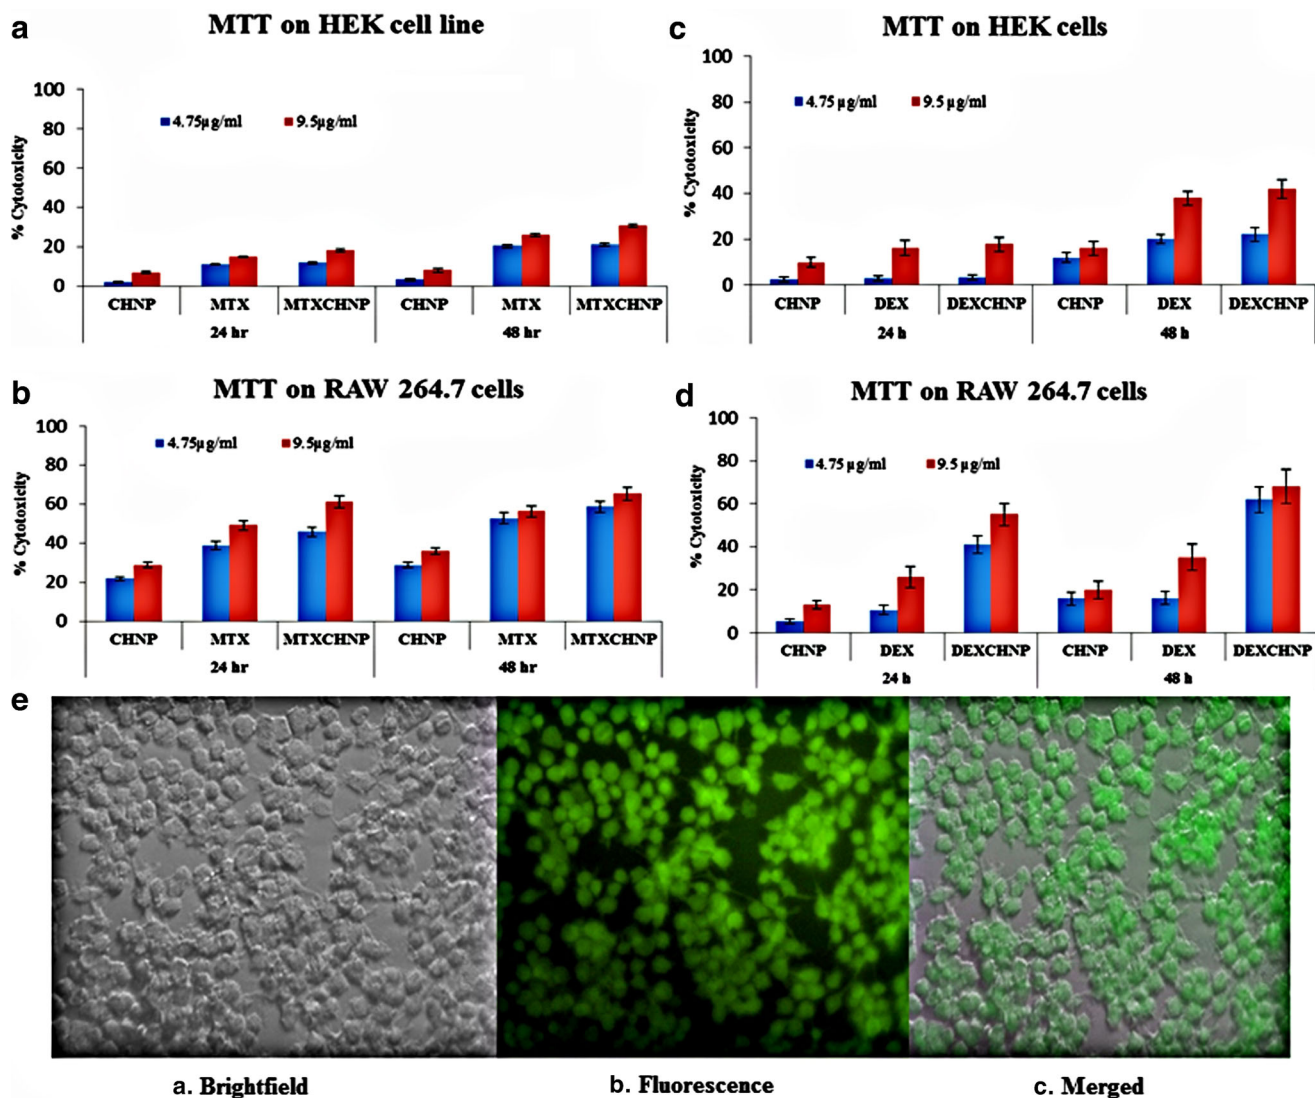 a
MTT on HEK cell line
% Cytotoxicity
100
80
60
40
20
0
4.75µg/ml 9.5µg/ml
CHNP MTX MTXCHNP CHNP MTX MTXCHNP
24 hr 48 hr
c
MTT on HEK cells
% Cytotoxicity
100
80
60
40
20
0
4.75 µg/ml 9.5 µg/ml
CHNP DEX DEXCHNP CHNP DEX DEXCHNP
24 h 48 h
b
MTT on RAW 264.7 cells
% Cytotoxicity
100
80
60
40
20
0
4.75µg/ml 9.5µg/ml
CHNP MTX MTXCHNP CHNP MTX MTXCHNP
24 hr 48 hr
d
MTT on RAW 264.7 cells
% Cytotoxicity
100
80
60
40
20
0
4.75 µg/ml 9.5 µg/ml
CHNP DEX DEXCHNP CHNP DEX DEXCHNP
24 h 48 h
e
a. Brightfield b. Fluorescence c. Merged